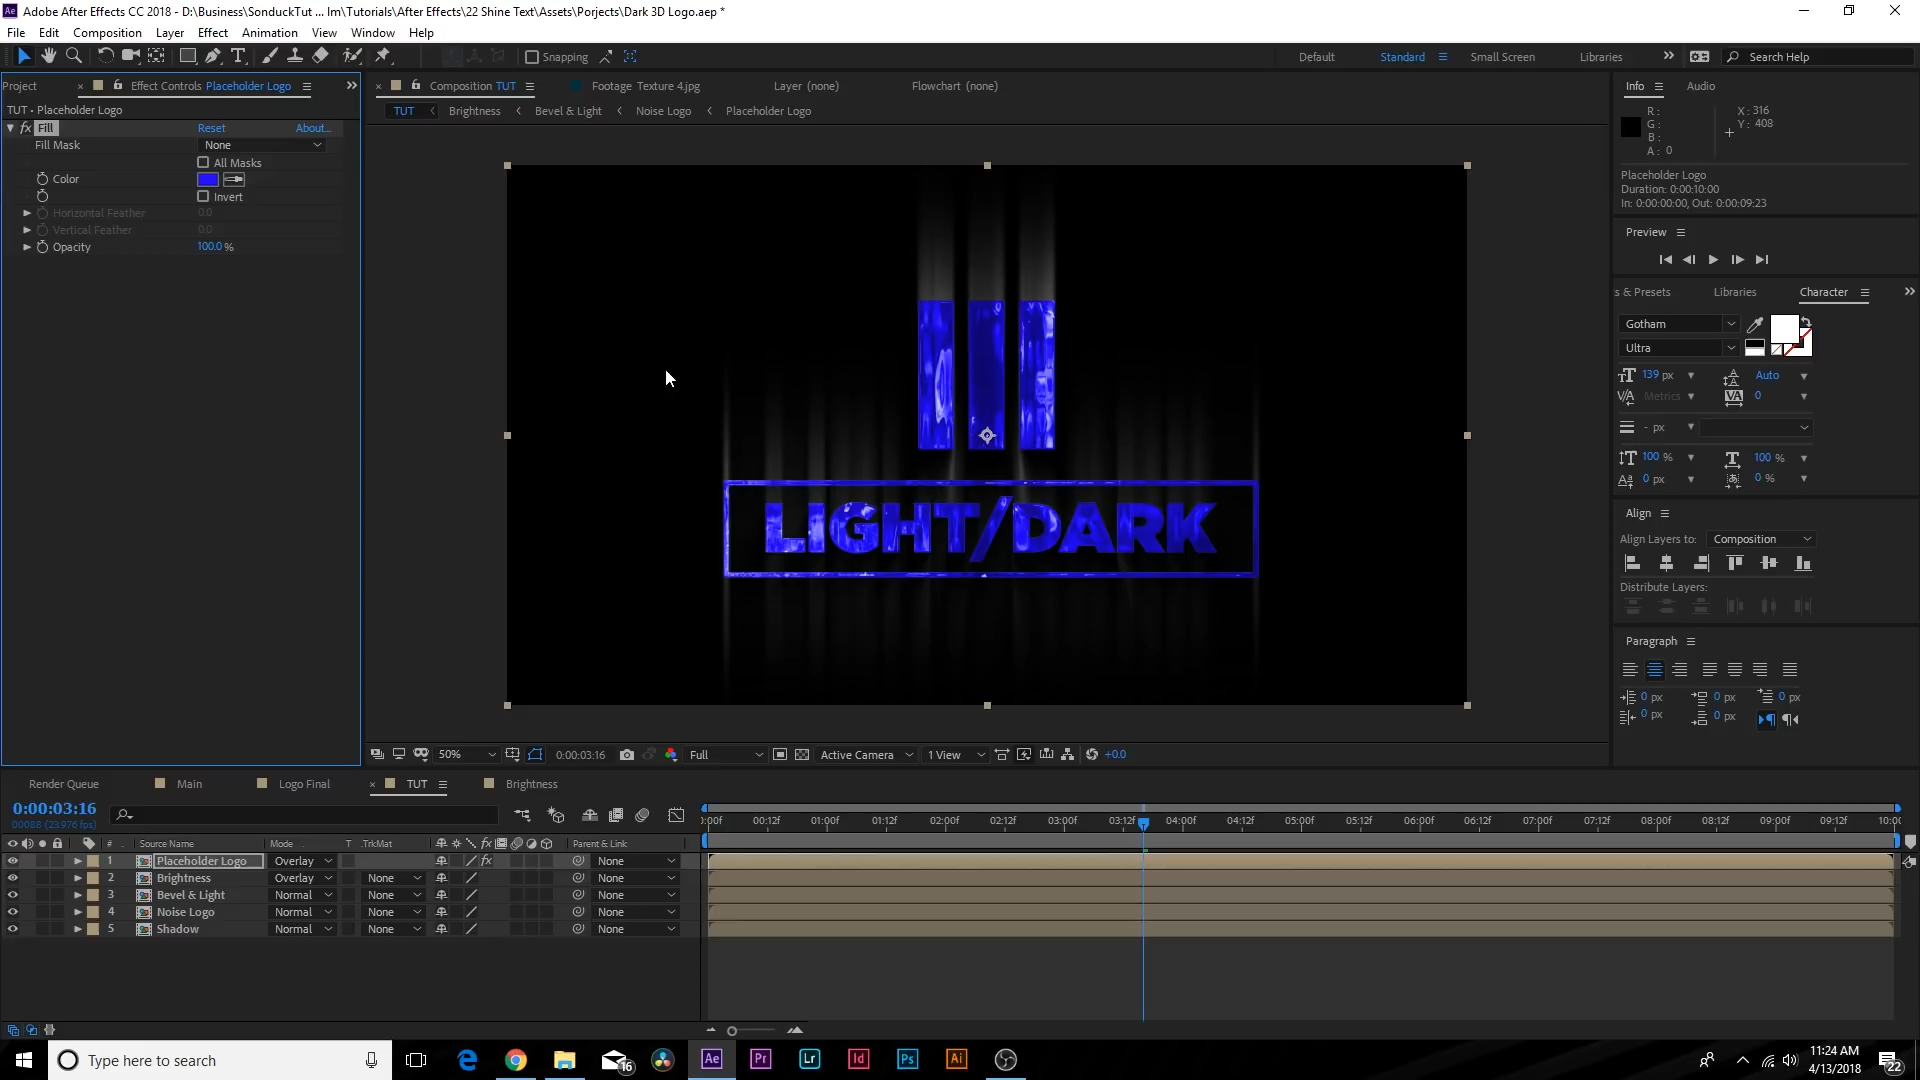 Adobe After Effects CC 2018 - D:\Business\SonduckTut ... lm\Tutorials\After Effects\22 Shine Text\Assets\Porjects\Dark 3D Logo.aep *
File Edit Composition Layer Effect Animation View Window Help
Snapping Default Standard Small Screen Libraries Search Help
Project Effect Controls Placeholder Logo Composition TUT Footage Texture 4.jpg Layer (none) Flowchart (none) Info Audio
TUT • Placeholder Logo
TUT Brightness Bevel & Light Noise Logo Placeholder Logo
R : X : 316
G : Y : 408
B :
A : 0
fx Fill Reset About...
Fill Mask None
All Masks
Color
Invert
Horizontal Feather 0.0
Vertical Feather 0.0
Opacity 100.0 %
Placeholder Logo
Duration: 0:00:10:00
In: 0:00:00:00, Out: 0:00:09:23
Preview
s & Presets Libraries Character
Gotham
Ultra
139 px Auto
Metrics 0
- px
100 % 100 %
0 px 0 %
Align
Align Layers to: Composition
Distribute Layers:
Paragraph
0 px 0 px 0 px
0 px 0 px
LIGHT/DARK
50% 0:00:03:16 Full Active Camera 1 View +0.0
Render Queue Main Logo Final TUT Brightness
0:00:03:16
00088 (23.976 fps)
:00f 00:12f 01:00f 01:12f 02:00f 02:12f 03:00f 03:12f 04:00f 04:12f 05:00f 05:12f 06:00f 06:12f 07:00f 07:12f 08:00f 08:12f 09:00f 09:12f 10:00
# Source Name Mode T .TrkMat fx Parent & Link
1 Placeholder Logo Overlay fx None
2 Brightness Overlay None None
3 Bevel & Light Normal None None
4 Noise Logo Normal None None
5 Shadow Normal None None
Type here to search 16 Ae Pr Lr Id Ps Ai 11:24 AM
4/13/2018 22